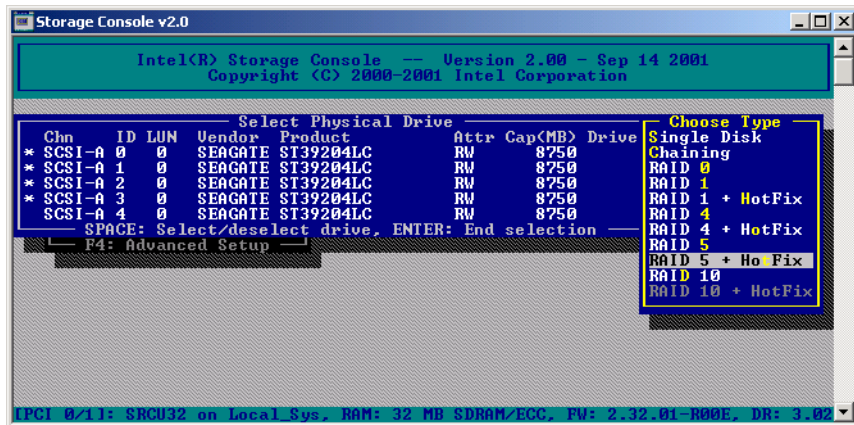 Storage Console v2.0
Intel(R) Storage Console -- Version 2.00 - Sep 14 2001
Copyright (C) 2000-2001 Intel Corporation
Select Physical Drive
Chn ID LUN Vendor Product Attr Cap(MB) Drive
* SCSI-A 0 0 SEAGATE ST39204LC RW 8750
* SCSI-A 1 0 SEAGATE ST39204LC RW 8750
* SCSI-A 2 0 SEAGATE ST39204LC RW 8750
* SCSI-A 3 0 SEAGATE ST39204LC RW 8750
SCSI-A 4 0 SEAGATE ST39204LC RW 8750
SPACE: Select/deselect drive, ENTER: End selection
F4: Advanced Setup
Choose Type
Single Disk
Chaining
RAID 0
RAID 1
RAID 1 + HotFix
RAID 4
RAID 4 + HotFix
RAID 5
RAID 5 + HotFix
RAID 10
RAID 10 + HotFix
[PCI 0/1]: SRCU32 on Local_Sys, RAM: 32 MB SDRAM/ECC, FW: 2.32.01-R00E, DR: 3.02